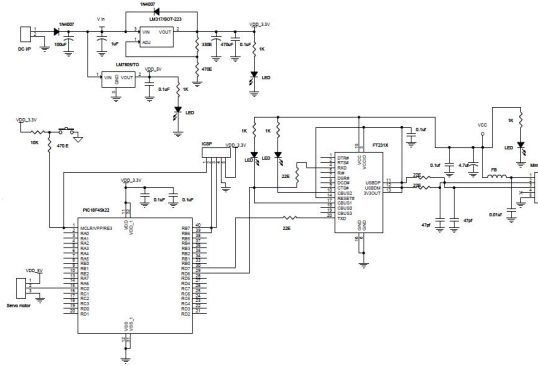 1N4007
1N4007
V in
LM317/SOT-223
VDD_3.3V
VIN
VOUT
ADJ
DC I/P
100uF
1uF
330E
470uF
0.1uF
1K
470E
LED
LM7805/TO
VDD_5V
VIN
VOUT
GND
0.1uF
1K
LED
VDD_3.3V
10K
470 E
ICSP
VDD_3.3V
VDD_3.3V
0.1uF
0.1uF
PIC18F45K22
MCLR/VPP/RE3
RA0
RA1
RA2
RA3
RA4
RA5
RE0
RE1
RE2
RA7
RA6
RC0
RC1
RC2
RC3
RD0
RD1
RB7
RB6
RB5
RB4
RB3
RB2
RB1
RB0
RD7
RD6
RD5
RD4
RC7
RC6
RC5
RC4
RD3
RD2
VDD_5V
Servo motor
1K
1K
LED
LED
22E
22E
FT231X
DTR#
RTS#
RXD
RI#
DSR#
DCD#
CTS#
CBUS2
RESET#
CBUS1
CBUS0
CBUS3
TXD
VCC
VCCIO
USBDP
USBDM
3V3OUT
GND
GND
0.1uf
22E
22E
47pf
47pf
VCC
0.1uf
4.7uf
1K
LED
FB
0.01uf